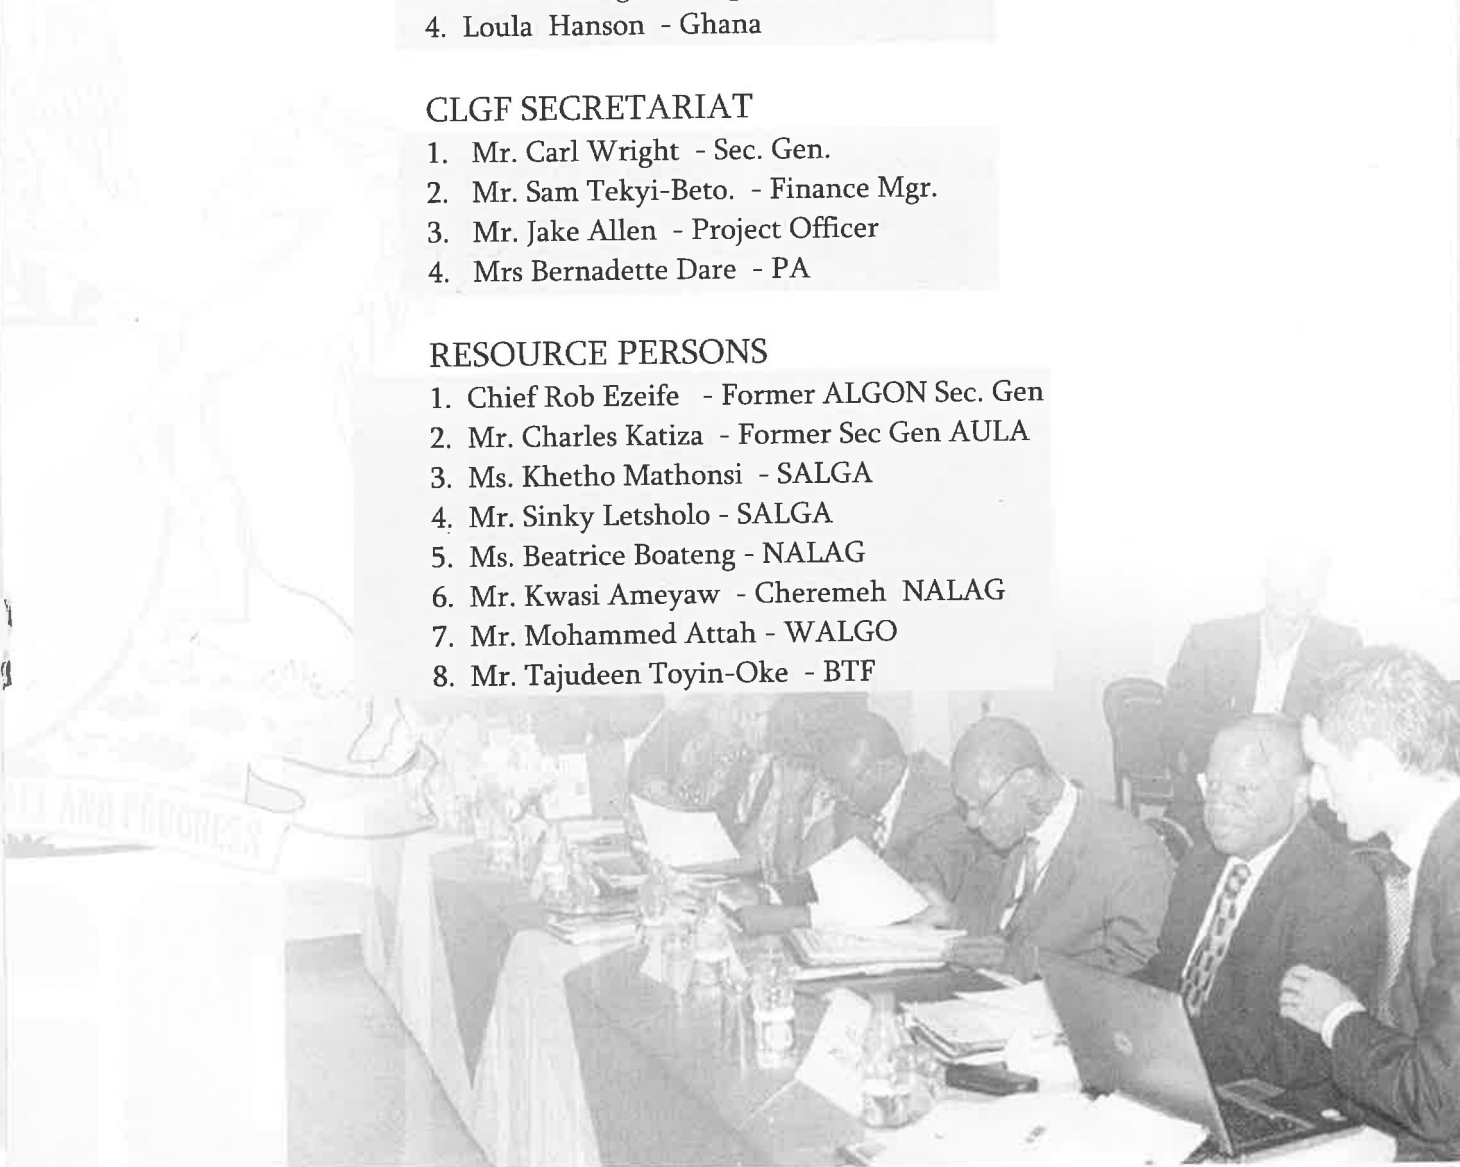 4. Loula Hanson - Ghana
CLGF SECRETARIAT
1. Mr. Carl Wright - Sec. Gen.
2. Mr. Sam Tekyi-Beto. - Finance Mgr.
3. Mr. Jake Allen - Project Officer
4. Mrs Bernadette Dare - PA
RESOURCE PERSONS
1. Chief Rob Ezeife - Former ALGON Sec. Gen
2. Mr. Charles Katiza - Former Sec Gen AULA
3. Ms. Khetho Mathonsi - SALGA
4. Mr. Sinky Letsholo - SALGA
5. Ms. Beatrice Boateng - NALAG
6. Mr. Kwasi Ameyaw - Cheremeh NALAG
7. Mr. Mohammed Attah - WALGO
8. Mr. Tajudeen Toyin-Oke - BTF
AND PROGRESS